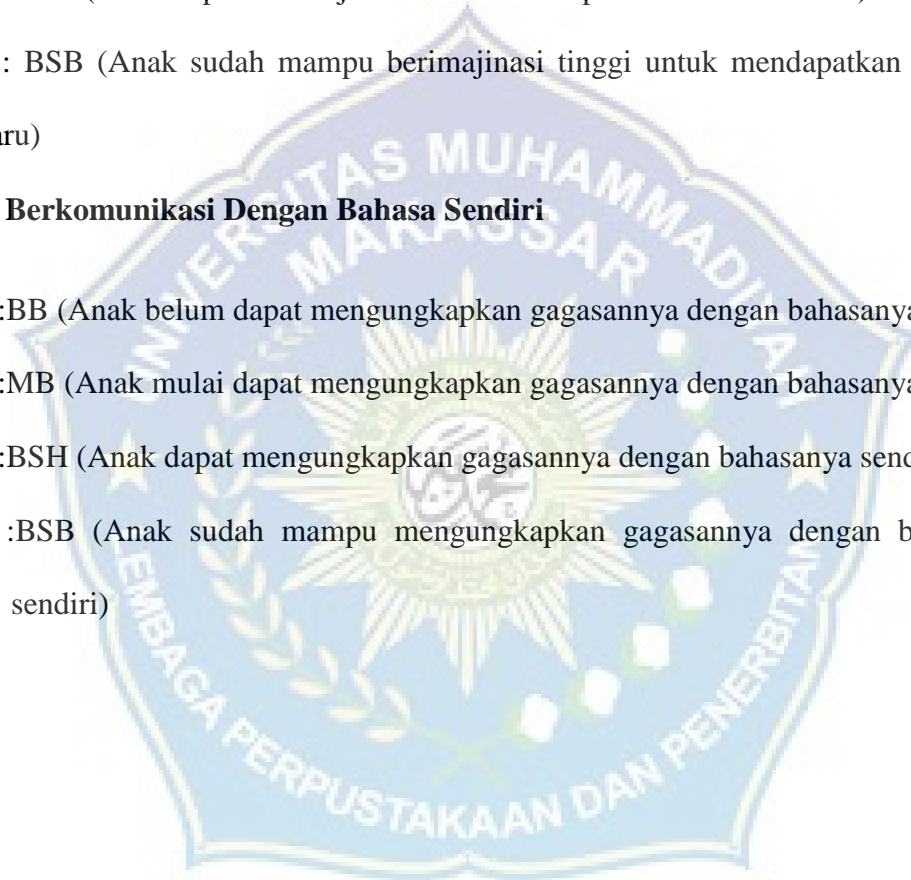 : BSB (Anak sudah mampu berimajinasi tinggi untuk mendapatkan
aru)
Berkomunikasi Dengan Bahasa Sendiri
:BB (Anak belum dapat mengungkapkan gagasannya dengan bahasanya
:MB (Anak mulai dapat mengungkapkan gagasannya dengan bahasanya
:BSH (Anak dapat mengungkapkan gagasannya dengan bahasanya send
:BSB (Anak sudah mampu mengungkapkan gagasannya dengan b
sendiri)
UNIVERSITAS MUHAMMADIYAH
MAKASSAR
LEMBAGA PERPUSTAKAAN DAN PENERBITAN